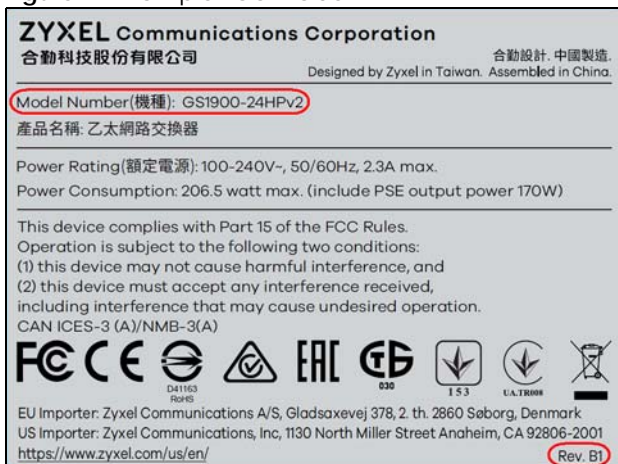 ZYXEL Communications Corporation
合勤科技股份有限公司
合勤設計. 中國製造.
Designed by Zyxel in Taiwan. Assembled in China.
Model Number(機種): GS1900-24HPv2
產品名稱: 乙太網路交換器
Power Rating(額定電源): 100-240V~, 50/60Hz, 2.3A max.
Power Consumption: 206.5 watt max. (include PSE output power 170W)
This device complies with Part 15 of the FCC Rules.
Operation is subject to the following two conditions:
(1) this device may not cause harmful interference, and
(2) this device must accept any interference received,
including interference that may cause undesired operation.
CAN ICES-3 (A)/NMB-3(A)
FC CE EAC
D41163
RoHS
030
153
UA.TR008
EU Importer: Zyxel Communications A/S, Gladsaxevej 378, 2. th. 2860 Søborg, Denmark
US Importer: Zyxel Communications, Inc, 1130 North Miller Street Anaheim, CA 92806-2001
https://www.zyxel.com/us/en/
Rev. B1